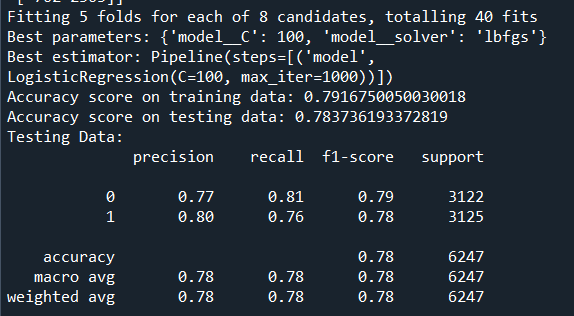 Fitting 5 folds for each of 8 candidates, totalling 40 fits
Best parameters: {'model__C': 100, 'model__solver': 'lbfgs'}
Best estimator: Pipeline(steps=[('model',
LogisticRegression(C=100, max_iter=1000))])
Accuracy score on training data: 0.7916750050030018
Accuracy score on testing data: 0.783736193372819
Testing Data:
precision recall f1-score support
0 0.77 0.81 0.79 3122
1 0.80 0.76 0.78 3125
accuracy 0.78 6247
macro avg 0.78 0.78 0.78 6247
weighted avg 0.78 0.78 0.78 6247